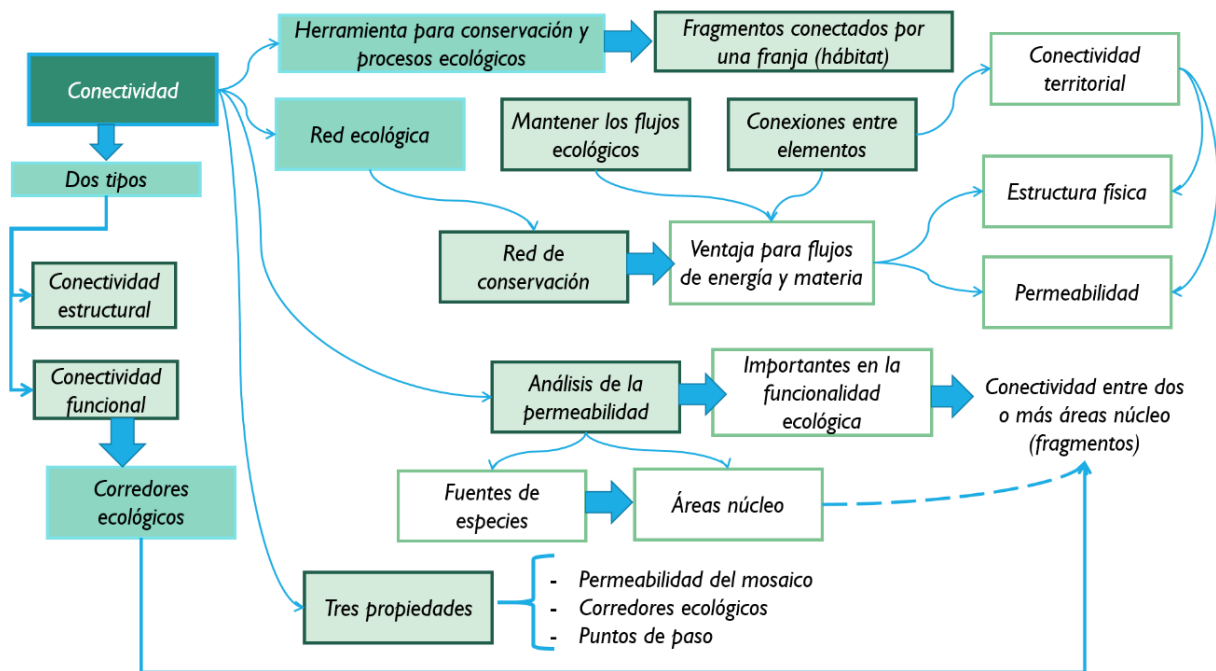 Conectividad
Dos tipos
Conectividad
estructural
Conectividad
funcional
Corredores
ecológicos
Herramienta para conservación y
procesos ecológicos
Fragmentos conectados por
una franja (hábitat)
Red ecológica
Mantener los flujos
ecológicos
Conexiones entre
elementos
Conectividad
territorial
Estructura física
Permeabilidad
Red de
conservación
Ventaja para flujos
de energía y materia
Análisis de la
permeabilidad
Importantes en la
funcionalidad
ecológica
Conectividad entre dos
o más áreas núcleo
(fragmentos)
Fuentes de
especies
Áreas núcleo
Tres propiedades
- Permeabilidad del mosaico
- Corredores ecológicos
- Puntos de paso